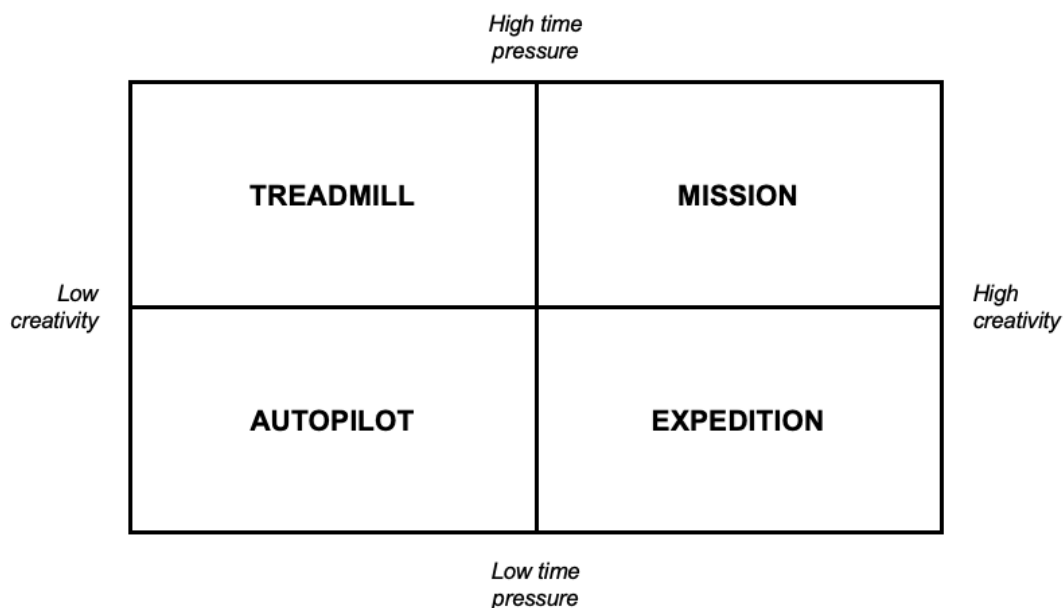 High time
pressure
TREADMILL
MISSION
Low
creativity
High
creativity
AUTOPILOT
EXPEDITION
Low time
pressure